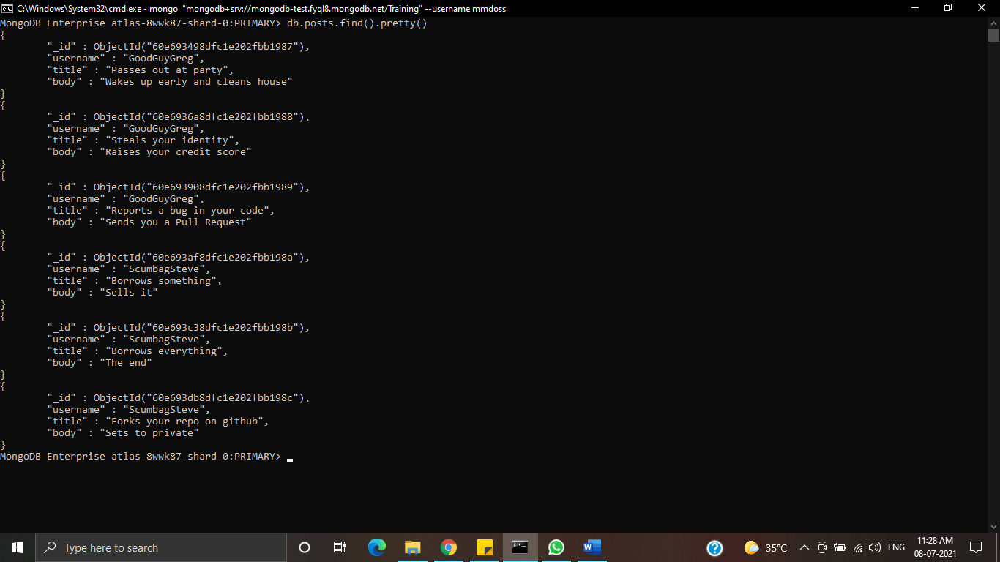 C:\Windows\System32\cmd.exe - mongo "mongodb+srv://mongodb-test.fyql8.mongodb.net/Training" --username mmdoss
MongoDB Enterprise atlas-8wwk87-shard-0:PRIMARY> db.posts.find().pretty()
{
"_id" : ObjectId("60e693498dfc1e202fbb1987"),
"username" : "GoodGuyGreg",
"title" : "Passes out at party",
"body" : "Wakes up early and cleans house"
}
{
"_id" : ObjectId("60e6936a8dfc1e202fbb1988"),
"username" : "GoodGuyGreg",
"title" : "Steals your identity",
"body" : "Raises your credit score"
}
{
"_id" : ObjectId("60e693908dfc1e202fbb1989"),
"username" : "GoodGuyGreg",
"title" : "Reports a bug in your code",
"body" : "Sends you a Pull Request"
}
{
"_id" : ObjectId("60e693af8dfc1e202fbb198a"),
"username" : "ScumbagSteve",
"title" : "Borrows something",
"body" : "Sells it"
}
{
"_id" : ObjectId("60e693c38dfc1e202fbb198b"),
"username" : "ScumbagSteve",
"title" : "Borrows everything",
"body" : "The end"
}
{
"_id" : ObjectId("60e693db8dfc1e202fbb198c"),
"username" : "ScumbagSteve",
"title" : "Forks your repo on github",
"body" : "Sets to private"
}
MongoDB Enterprise atlas-8wwk87-shard-0:PRIMARY>
Type here to search
35°C
ENG
11:28 AM
08-07-2021